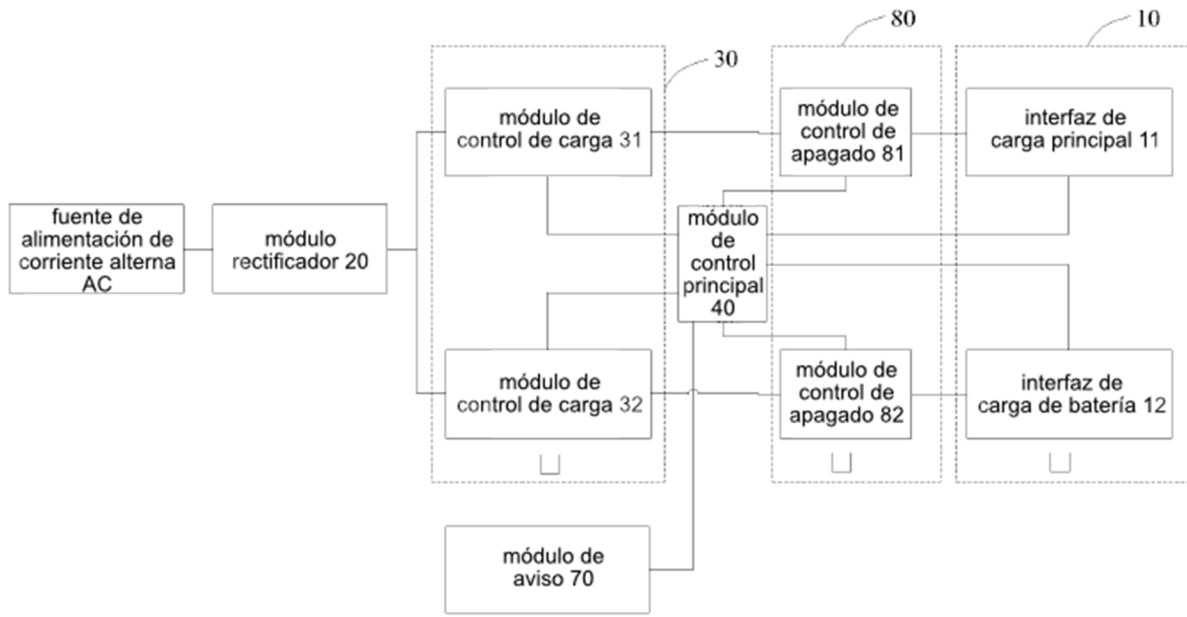 30
80
10
módulo de
control de carga 31
módulo de
control de
apagado 81
interfaz de
carga principal 11
fuente de
alimentación de
corriente alterna
AC
módulo
rectificador 20
módulo
de
control
principal
40
módulo de
control de carga 32
módulo de
control de
apagado 82
interfaz de
carga de batería 12
módulo de
aviso 70